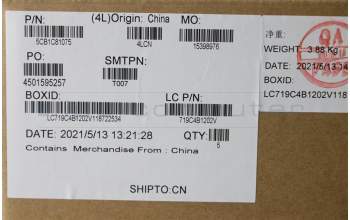 P/N:
(4L)Origin: China
MO:
5CB1C81075
4LCN
15398976
PO:
SMTPN:
4501595257
T007
BOXID:
LC P/N:
LC719C4B1202V118722534
719C4B1202V
DATE: 2021/5/13 13:21:28
QTY:
5
Contains Merchandise From : China
SHIPTO:CN
净重:
WEIGHT: 3.88 Kg
DATE: 2021/5/13 14
BOXID:
LC719C4B1202V118
QA